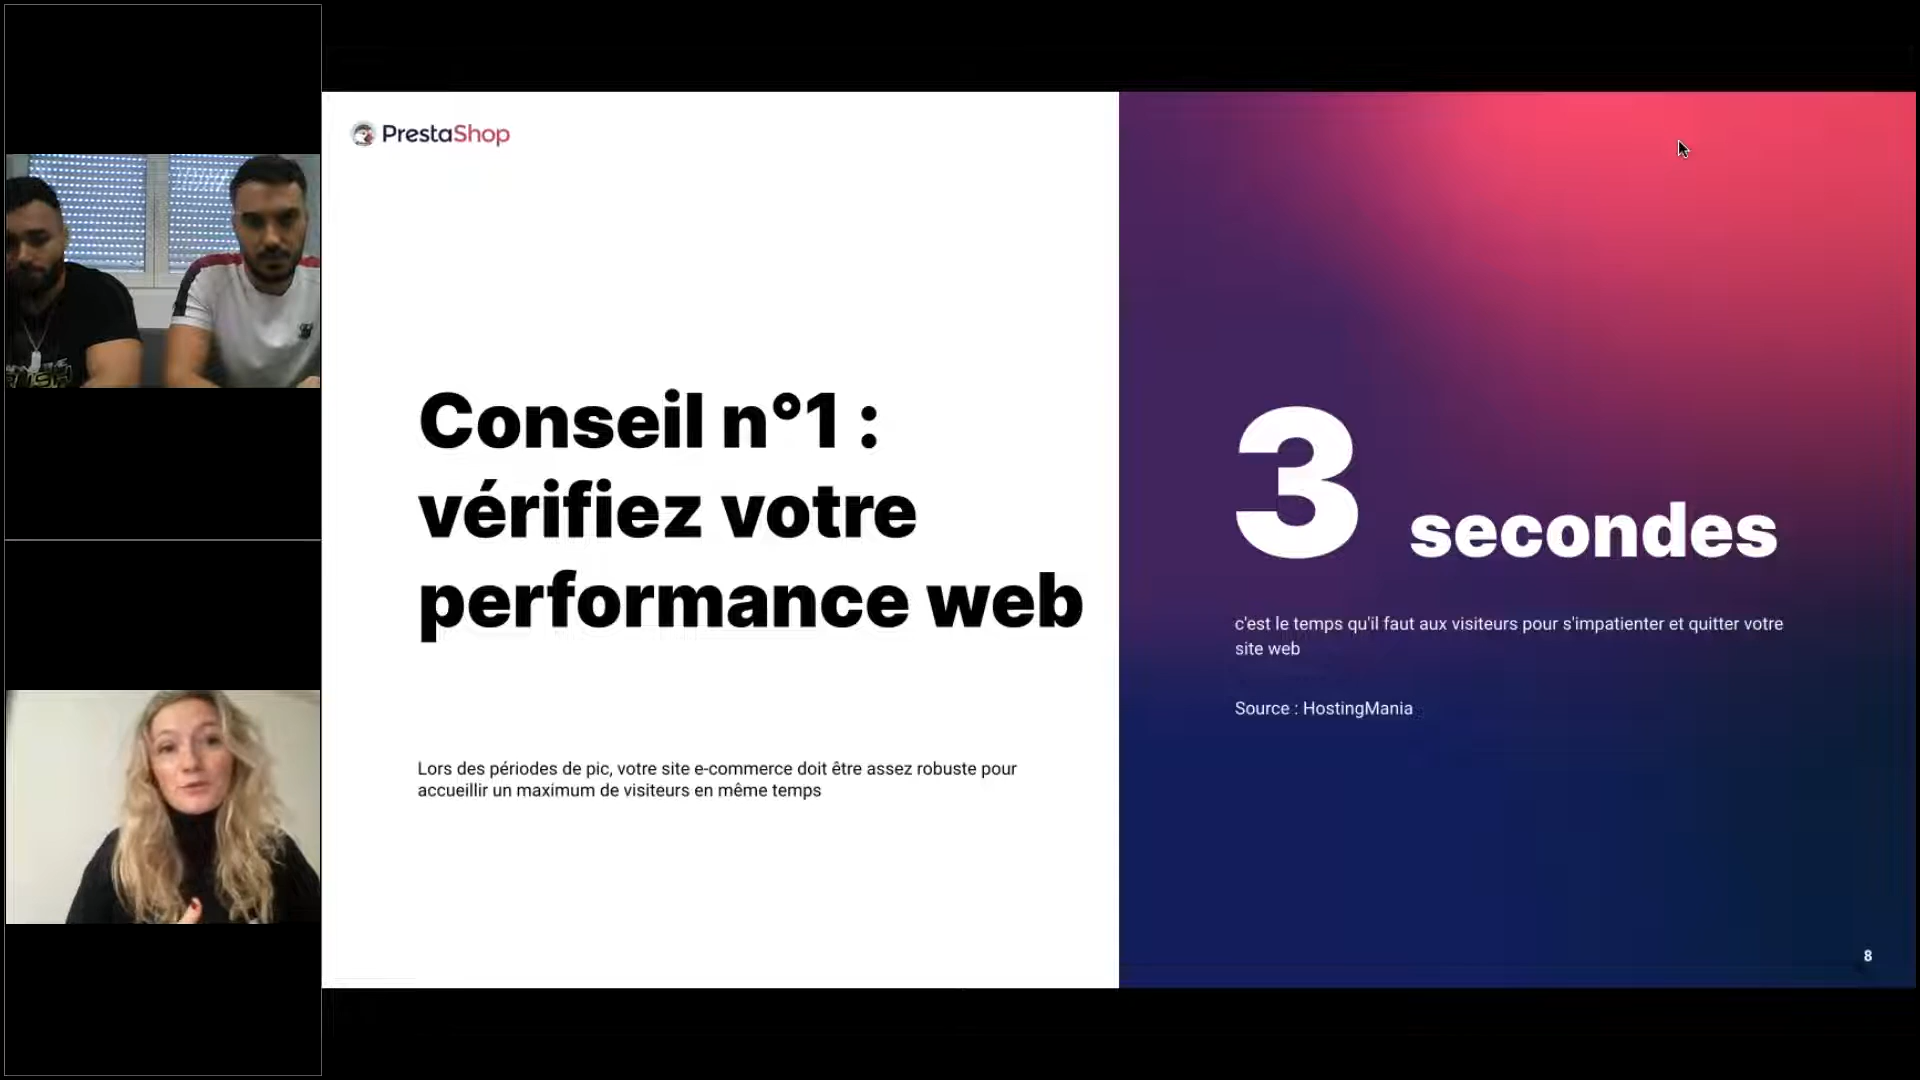 PrestaShop
Conseil n°1 :
vérifiez votre
performance web
Lors des périodes de pic, votre site e-commerce doit être assez robuste pour
accueillir un maximum de visiteurs en même temps
3 secondes
c'est le temps qu'il faut aux visiteurs pour s'impatienter et quitter votre
site web
Source : HostingMania
8